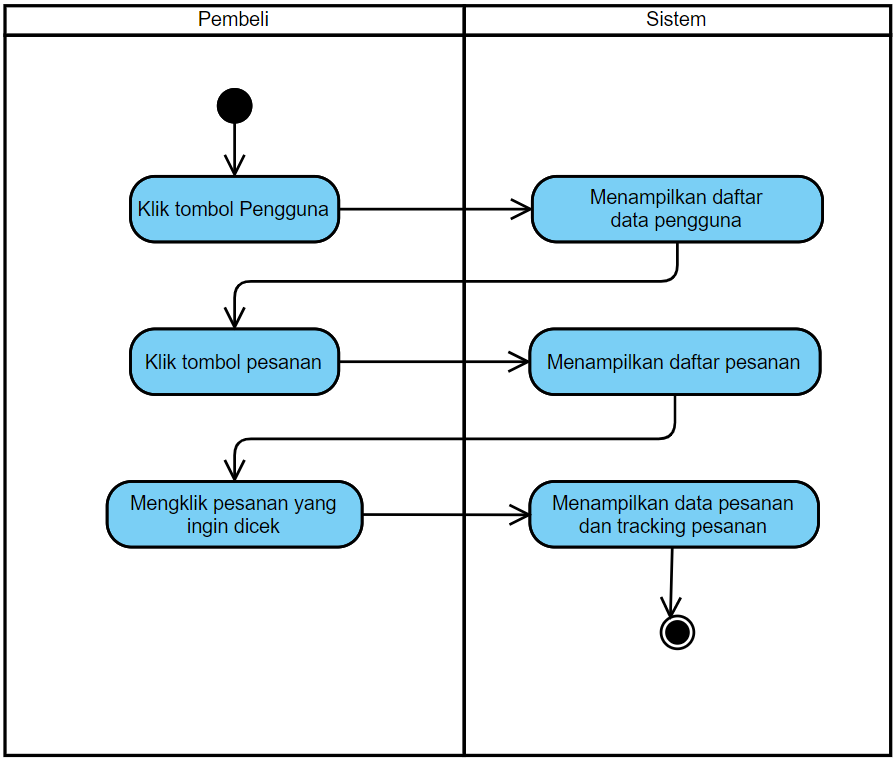 Pembeli
Sistem
Klik tombol Pengguna
Menampilkan daftar
data pengguna
Klik tombol pesanan
Menampilkan daftar pesanan
Mengklik pesanan yang
ingin dicek
Menampilkan data pesanan
dan tracking pesanan